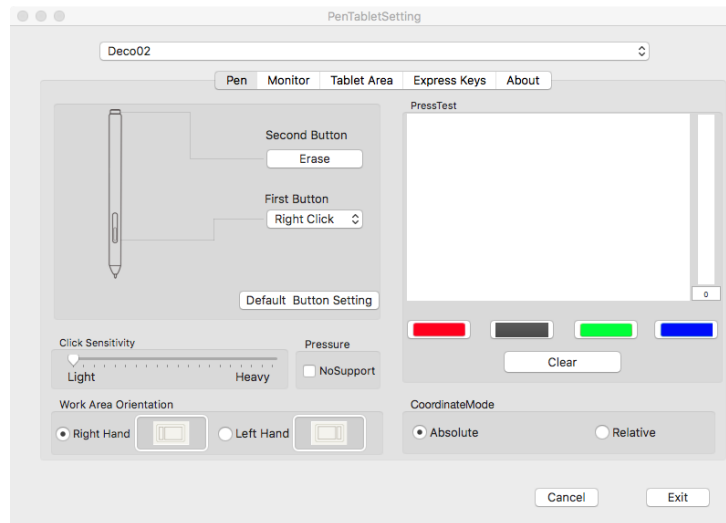 PenTabletSetting
Deco02
Pen Monitor Tablet Area Express Keys About
Second Button
Erase
First Button
Right Click
Default Button Setting
PressTest
0
Clear
Click Sensitivity
Light Heavy
Pressure
NoSupport
Work Area Orientation
Right Hand Left Hand
CoordinateMode
Absolute Relative
Cancel Exit